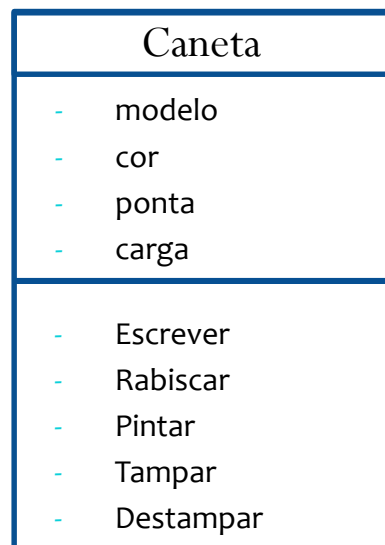 Caneta
- modelo
- cor
- ponta
- carga
- Escrever
- Rabiscar
- Pintar
- Tampar
- Destampar